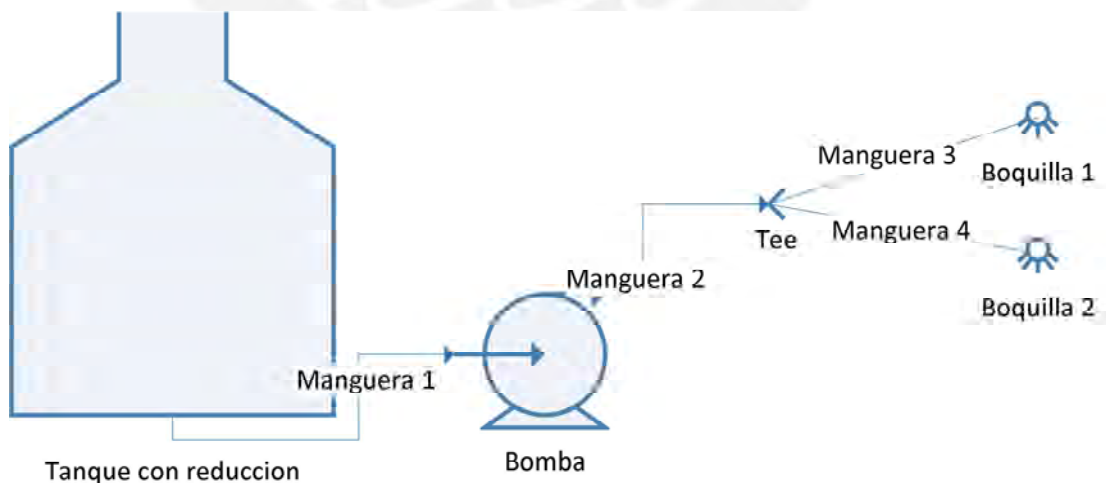 Manguera 3
Boquilla 1
Manguera 4
Tee
Manguera 2
Boquilla 2
Manguera 1
Bomba
Tanque con reduccion